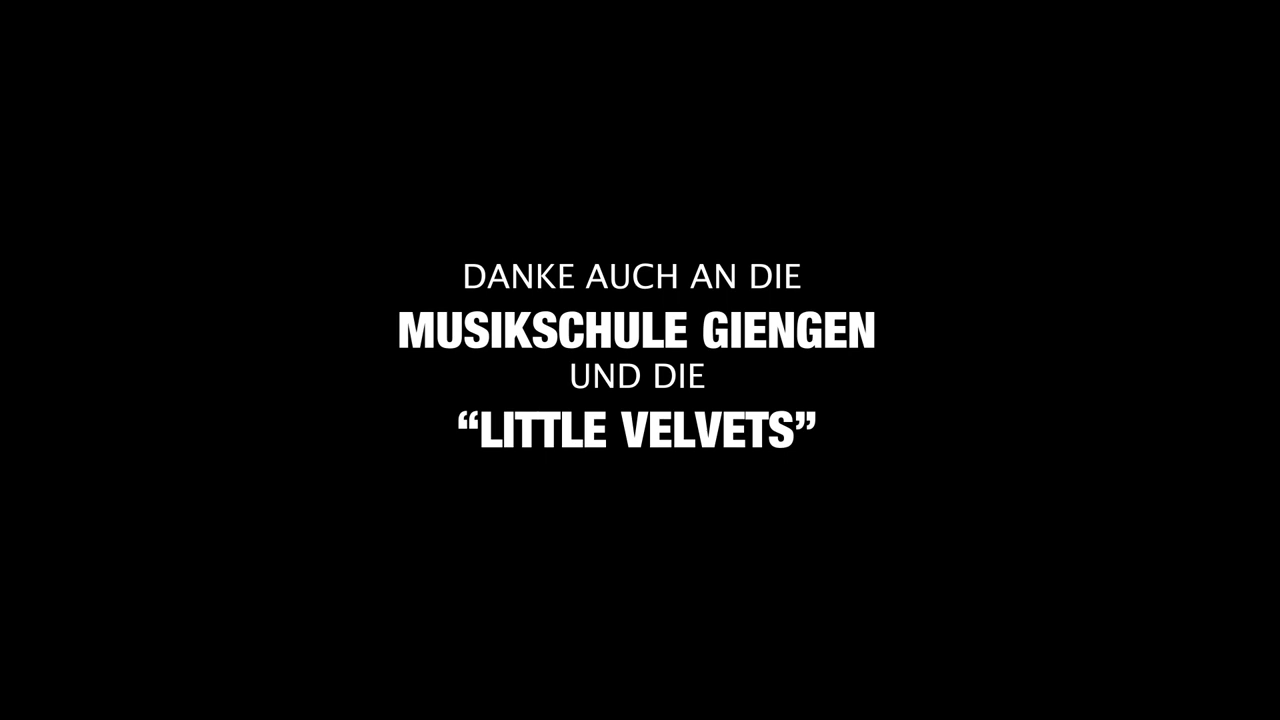 DANKE AUCH AN DIE
MUSIKSCHULE GIENGEN
UND DIE
“LITTLE VELVETS”